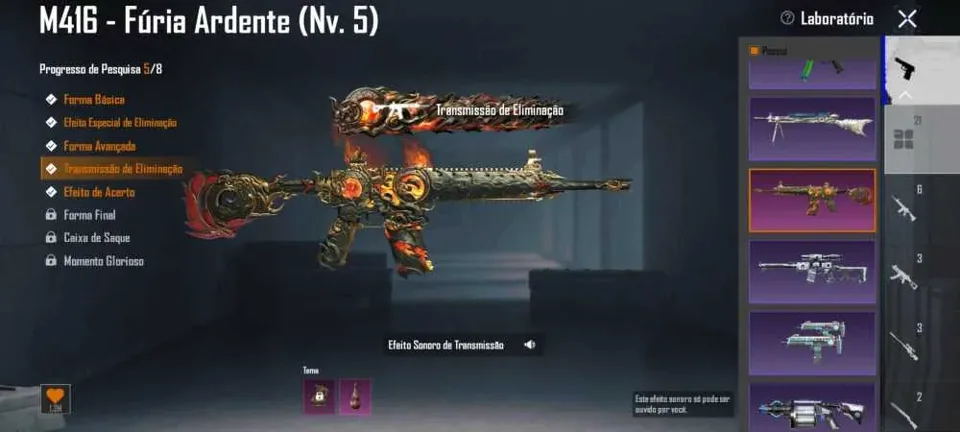 M416 - Fúria Ardente (Nv. 5)
Laboratório
Progresso de Pesquisa 5/8
Possui
Forma Básica
Efeito Especial de Eliminação
Forma Avançada
Transmissão de Eliminação
Efeito de Acerto
Forma Final
Caixa de Saque
Momento Glorioso
Transmissão de Eliminação
21
6
3
3
2
Efeito Sonoro de Transmissão
Tema
Este efeito sonoro só pode ser
ouvido por você.